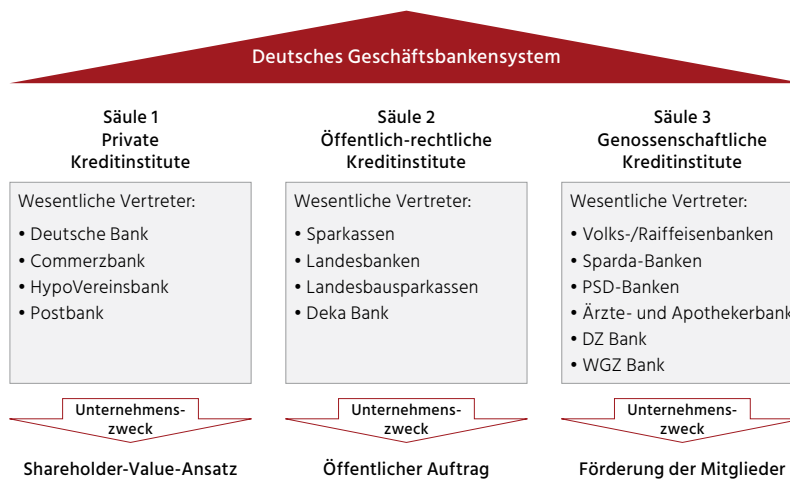 Deutsches Geschäftsbankensystem
Säule 1
Private
Kreditinstitute
Wesentliche Vertreter:
• Deutsche Bank
• Commerzbank
• HypoVereinsbank
• Postbank
Unternehmens-
zweck
Shareholder-Value-Ansatz
Säule 2
Öffentlich-rechtliche
Kreditinstitute
Wesentliche Vertreter:
• Sparkassen
• Landesbanken
• Landesbausparkassen
• Deka Bank
Unternehmens-
zweck
Öffentlicher Auftrag
Säule 3
Genossenschaftliche
Kreditinstitute
Wesentliche Vertreter:
• Volks-/Raiffeisenbanken
• Sparda-Banken
• PSD-Banken
• Ärzte- und Apothekerbank
• DZ Bank
• WGZ Bank
Unternehmens-
zweck
Förderung der Mitglieder